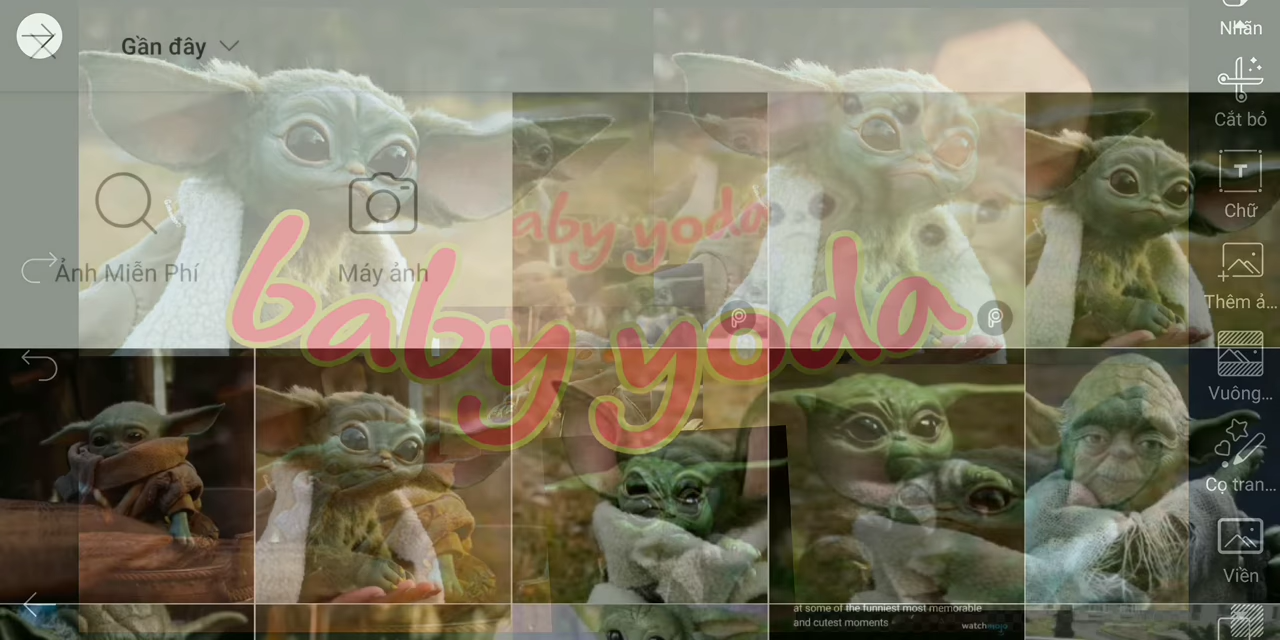 Nhãn
Gần đây
Cắt bỏ
Chữ
baby yoda
Ảnh Miễn Phí
Máy ảnh
Thêm ả...
baby yoda
Vuông...
Cọ tran...
Viền
at some of the funniest most memorable
and cutest moments
watchmojo